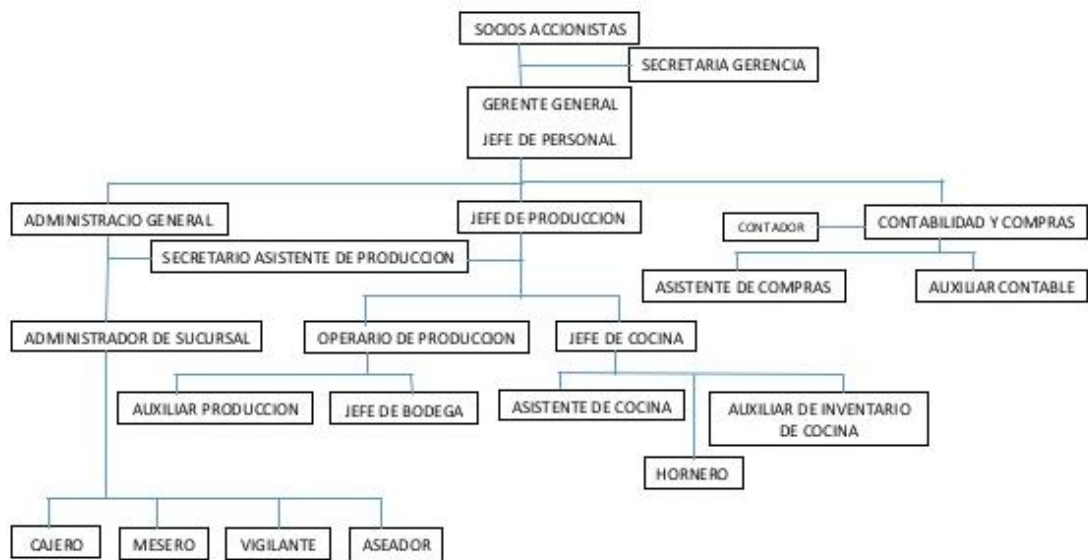 SOCIOS ACCIONISTAS
SECRETARIA GERENCIA
GERENTE GENERAL
JEFE DE PERSONAL
ADMINISTRACIO GENERAL
JEFE DE PRODUCCION
CONTADOR
CONTABILIDAD Y COMPRAS
SECRETARIO ASISTENTE DE PRODUCCION
ASISTENTE DE COMPRAS
AUXILIAR CONTABLE
ADMINISTRADOR DE SUCURSAL
OPERARIO DE PRODUCCION
JEFE DE COCINA
AUXILIAR PRODUCCION
JEFE DE BODEGA
ASISTENTE DE COCINA
AUXILIAR DE INVENTARIO
DE COCINA
HORNERO
CAJERO
MESERO
VIGILANTE
ASEADOR